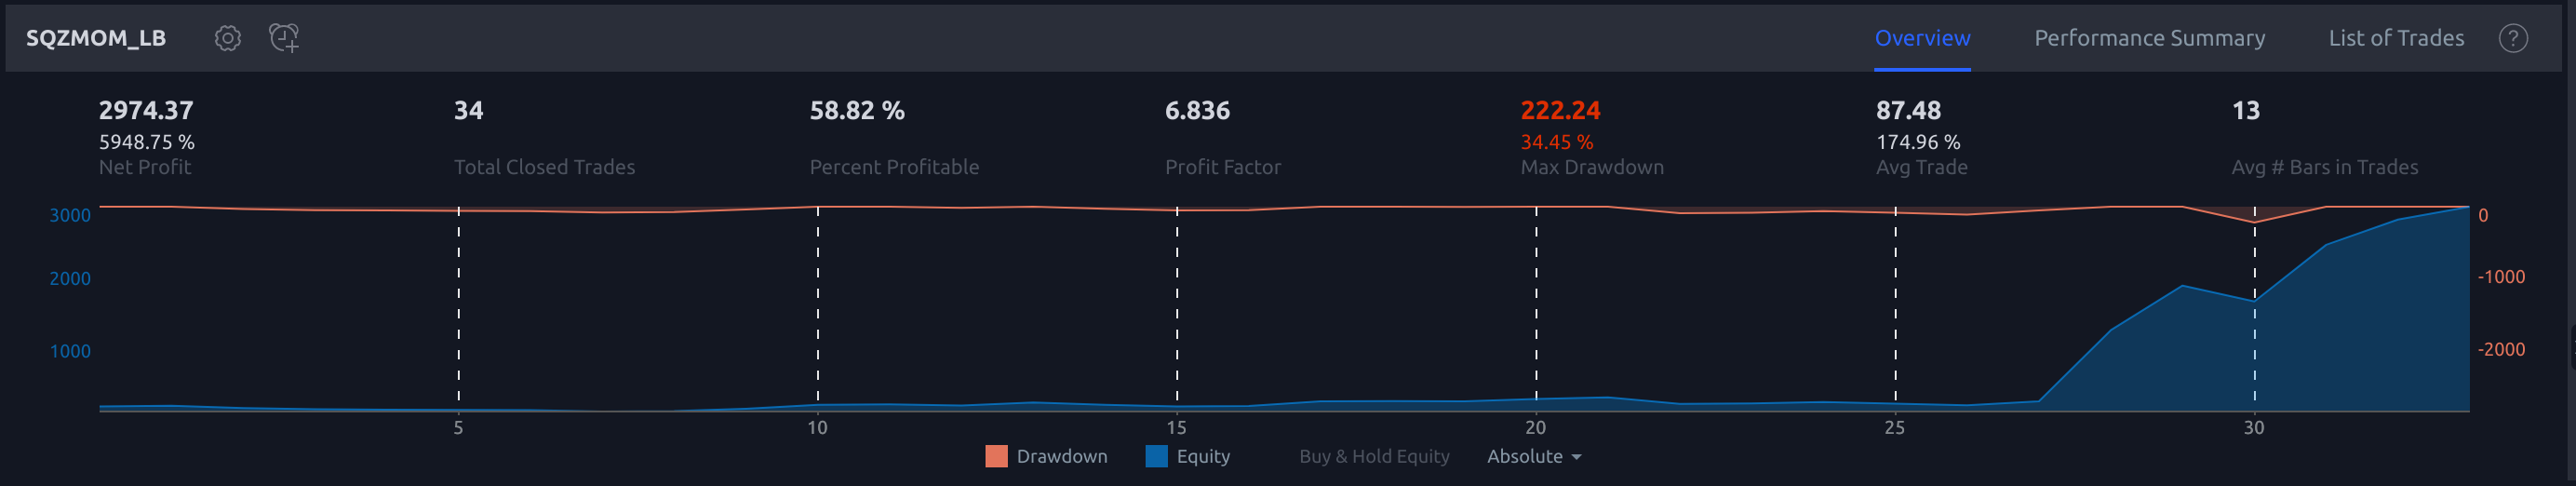 SQZMOM_LB
Overview
Performance Summary
List of Trades
?
2974.37
34
58.82 %
6.836
222.24
87.48
13
5948.75 %
34.45 %
174.96 %
Net Profit
Total Closed Trades
Percent Profitable
Profit Factor
Max Drawdown
Avg Trade
Avg # Bars in Trades
3000
0
2000
-1000
1000
-2000
5
10
15
20
25
30
Drawdown
Equity
Buy & Hold Equity
Absolute